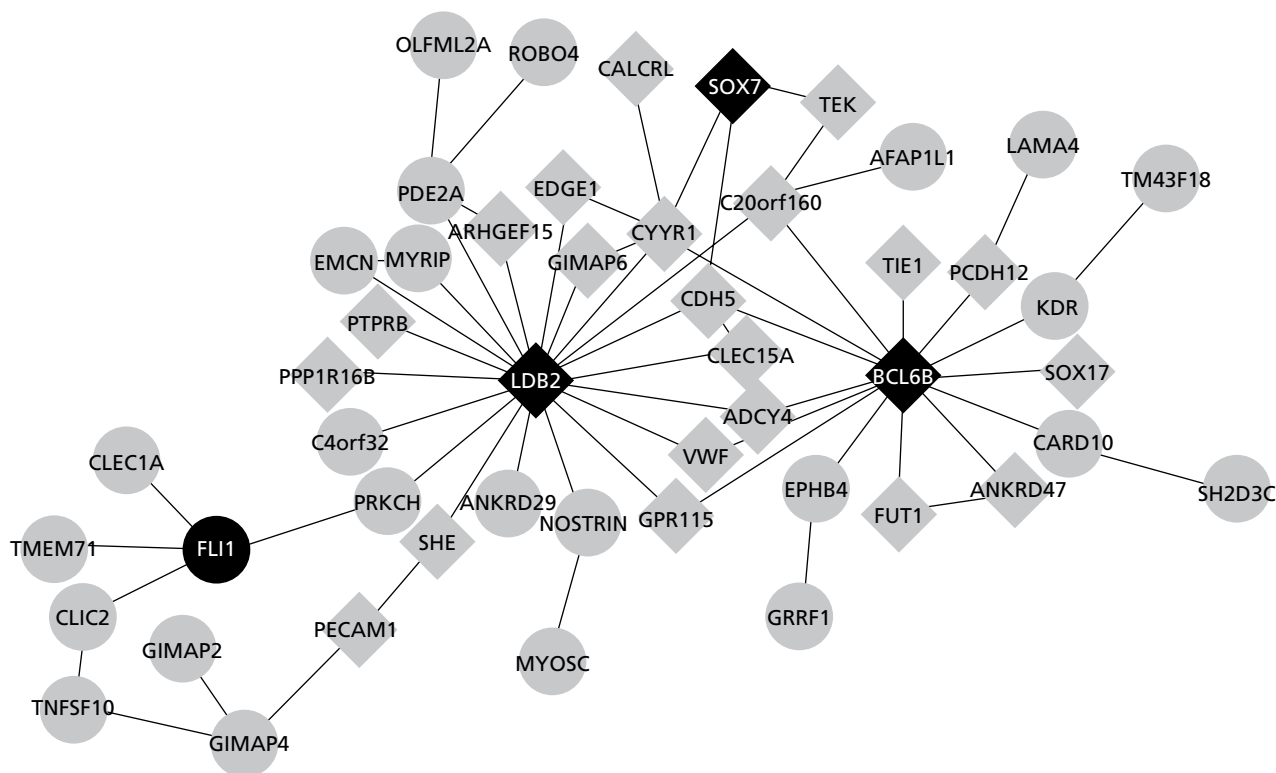 OLFML2A
ROBO4
CALCRL
SOX7
TEK
AFAP1L1
LAMA4
TM43F18
PDE2A
EDGE1
C20orf160
ARHGEF15
CYYR1
EMCN
MYRIP
GIMAP6
TIE1
PCDH12
CDH5
KDR
PTPRB
CLEC15A
PPP1R16B
LDB2
BCL6B
SOX17
ADCY4
C4orf32
VWF
CARD10
CLEC1A
PRKCH
ANKRD29
NOSTRIN
GPR115
EPHB4
FUT1
ANKRD47
SH2D3C
TMEM71
FLI1
SHE
CLIC2
PECAM1
GRRF1
GIMAP2
MYOSC
TNFSF10
GIMAP4